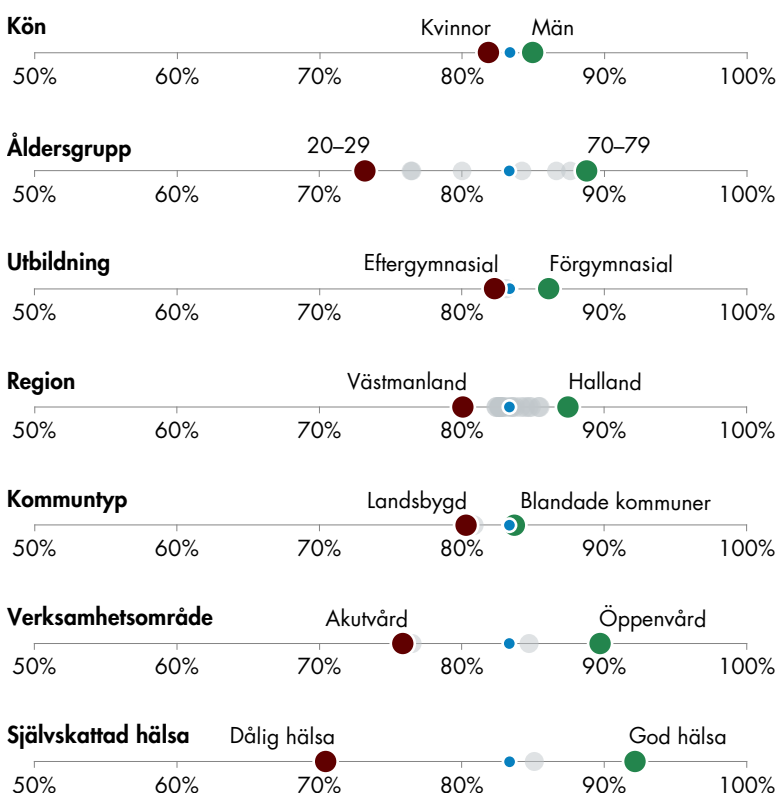 Kön
Kvinnor Män
50% 60% 70% 80% 90% 100%
Åldersgrupp
20–29 70–79
50% 60% 70% 80% 90% 100%
Utbildning
Eftergymnasial Förgymnasial
50% 60% 70% 80% 90% 100%
Region
Västmanland Halland
50% 60% 70% 80% 90% 100%
Kommuntyp
Landsbygd Blandade kommuner
50% 60% 70% 80% 90% 100%
Verksamhetsområde
Akutvård Öppenvård
50% 60% 70% 80% 90% 100%
Självskattad hälsa
Dålig hälsa God hälsa
50% 60% 70% 80% 90% 100%